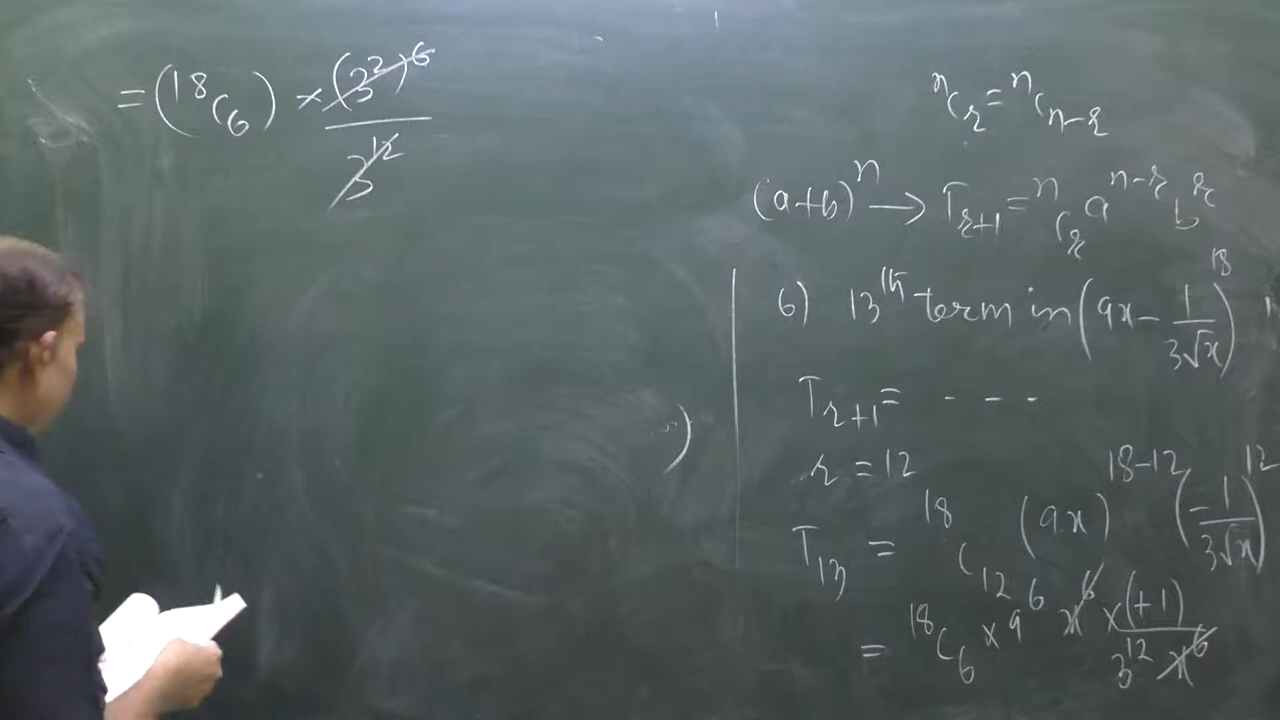 = (¹⁸C₆) × (3²)⁶ / 3¹²
ⁿCᵣ = ⁿCₙ₋ᵣ
(a+b)ⁿ → Tᵣ₊₁ = ⁿCᵣ aⁿ⁻ʳ bʳ
6) 13ᵗʰ term in (9x − 1/3√x)¹⁸
Tᵣ₊₁ = - - -
r = 12
)
T₁₃ = ¹⁸C₁₂ (9x)¹⁸⁻¹² (−1/3√x)¹²
= ¹⁸C₆ × 9⁶ x⁶ × (+1) / 3¹² x⁶